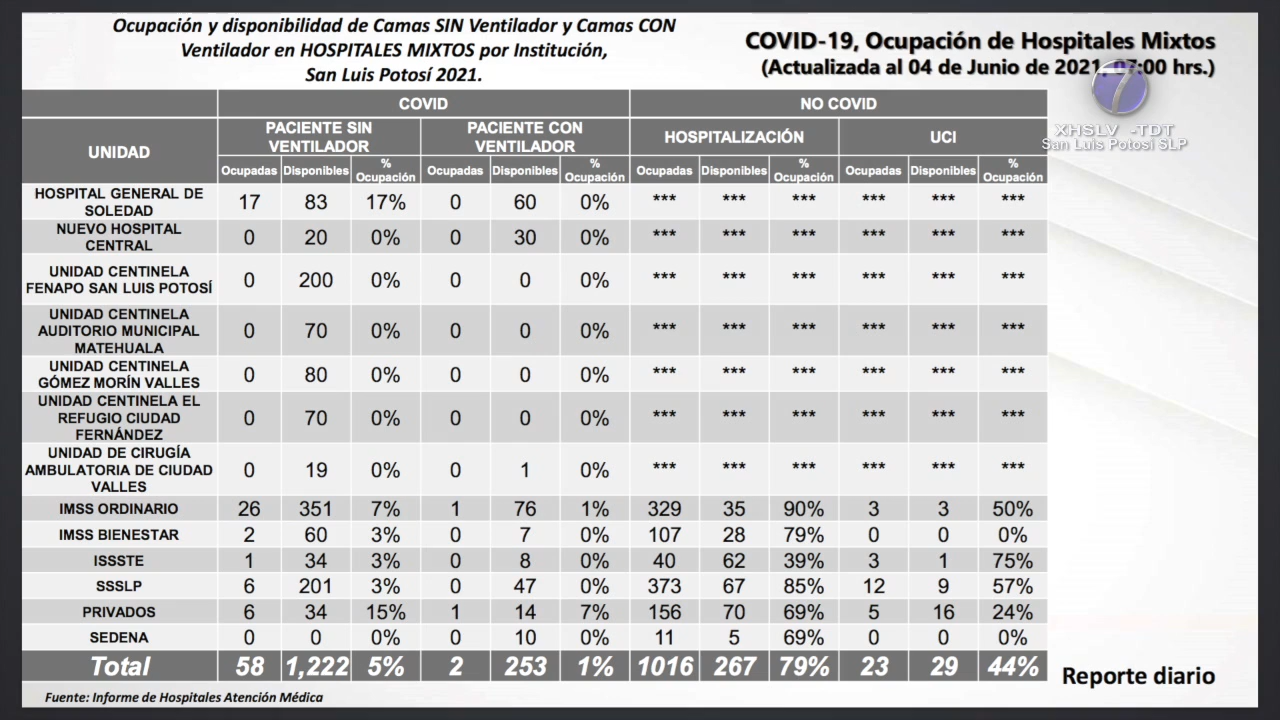 Ocupación y disponibilidad de Camas SIN Ventilador y Camas CON
Ventilador en HOSPITALES MIXTOS por Institución,
San Luis Potosí 2021.
COVID-19, Ocupación de Hospitales Mixtos
(Actualizada al 04 de Junio de 2021, 07:00 hrs.)
7
XHSLV -TDT
San Luis Potosí SLP
COVID NO COVID
UNIDAD
PACIENTE SIN
VENTILADOR
PACIENTE CON
VENTILADOR
HOSPITALIZACIÓN UCI
Ocupadas Disponibles % Ocupación Ocupadas Disponibles % Ocupación Ocupadas Disponibles % Ocupación Ocupadas Disponibles % Ocupación
HOSPITAL GENERAL DE
SOLEDAD
17 83 17% 0 60 0% *** *** *** *** *** ***
NUEVO HOSPITAL
CENTRAL
0 20 0% 0 30 0% *** *** *** *** *** ***
UNIDAD CENTINELA
FENAPO SAN LUIS POTOSÍ
0 200 0% 0 0 0% *** *** *** *** *** ***
UNIDAD CENTINELA
AUDITORIO MUNICIPAL
MATEHUALA
0 70 0% 0 0 0% *** *** *** *** *** ***
UNIDAD CENTINELA
GÓMEZ MORÍN VALLES
0 80 0% 0 0 0% *** *** *** *** *** ***
UNIDAD CENTINELA EL
REFUGIO CIUDAD
FERNÁNDEZ
0 70 0% 0 0 0% *** *** *** *** *** ***
UNIDAD DE CIRUGÍA
AMBULATORIA DE CIUDAD
VALLES
0 19 0% 0 1 0% *** *** *** *** *** ***
IMSS ORDINARIO 26 351 7% 1 76 1% 329 35 90% 3 3 50%
IMSS BIENESTAR 2 60 3% 0 7 0% 107 28 79% 0 0 0%
ISSSTE 1 34 3% 0 8 0% 40 62 39% 3 1 75%
SSSLP 6 201 3% 0 47 0% 373 67 85% 12 9 57%
PRIVADOS 6 34 15% 1 14 7% 156 70 69% 5 16 24%
SEDENA 0 0 0% 0 10 0% 11 5 69% 0 0 0%
Total 58 1,222 5% 2 253 1% 1016 267 79% 23 29 44%
Reporte diario
Fuente: Informe de Hospitales Atención Médica